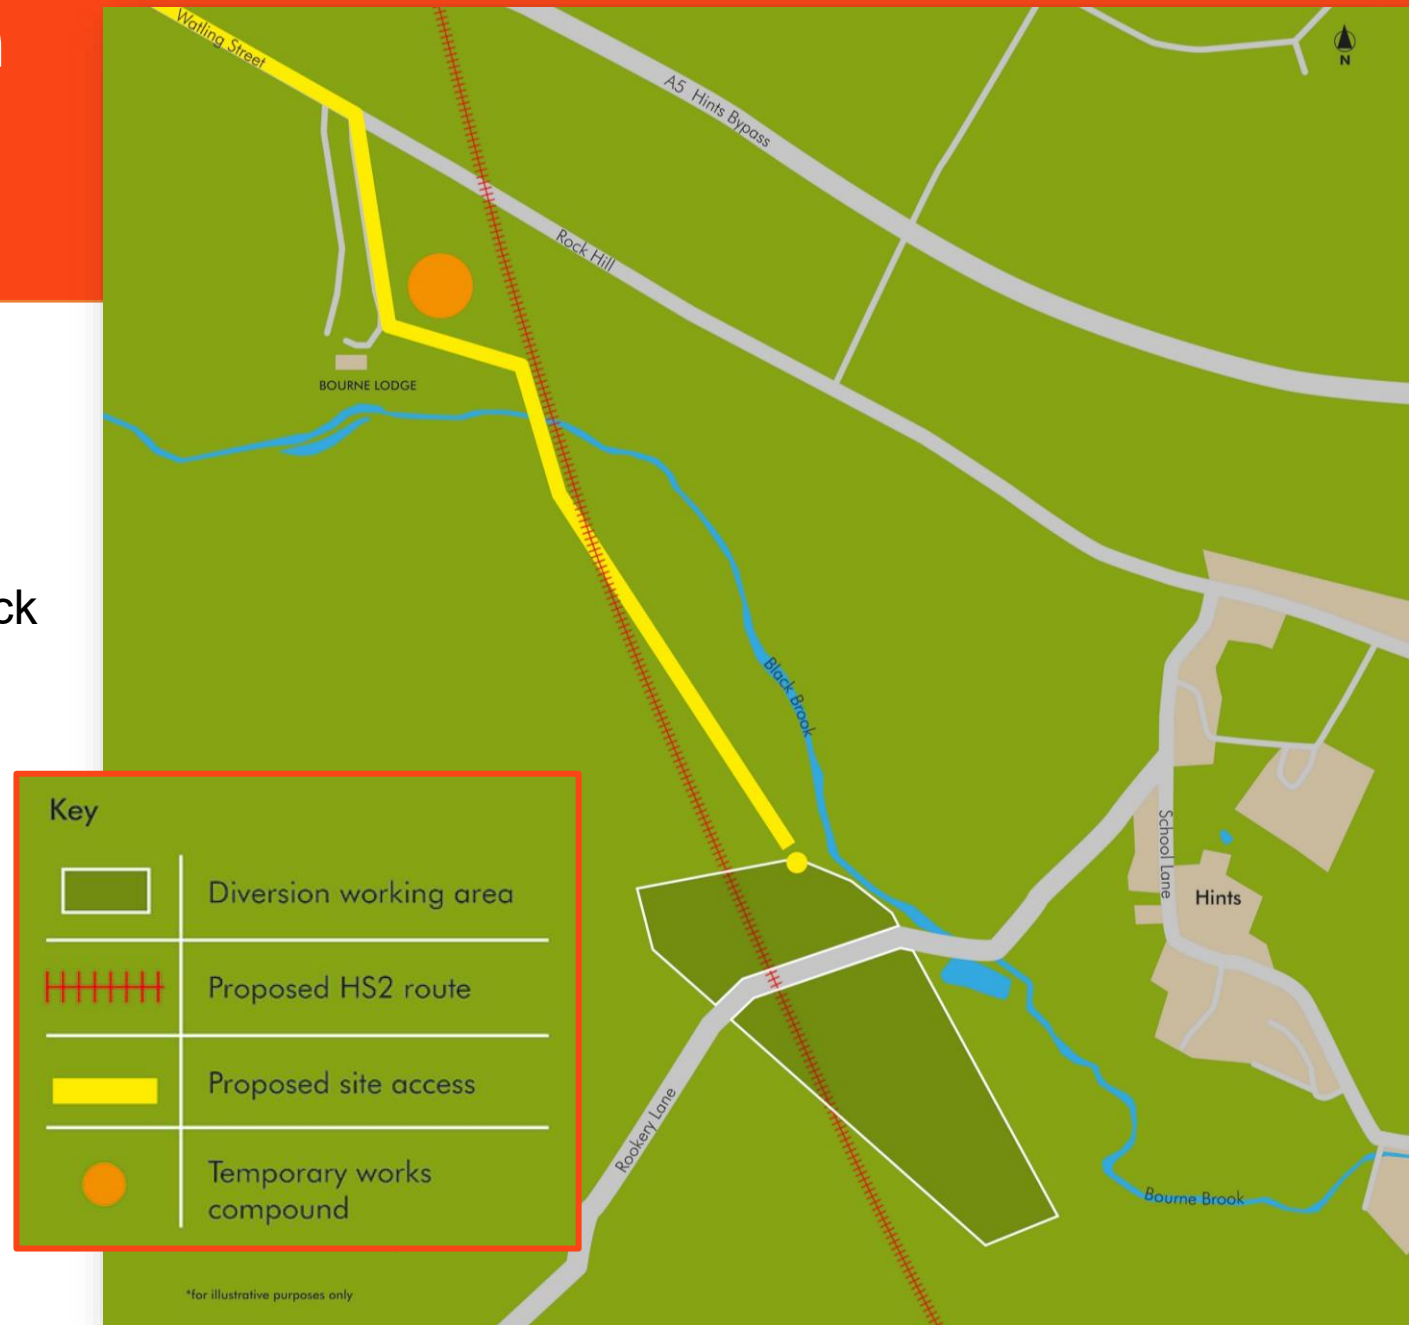 Watling Street
A5 Hints Bypass
N
Rock Hill
BOURNE LODGE
ck
Black Brook
Key
Diversion working area
Proposed HS2 route
Proposed site access
Temporary works
compound
School Lane
Hints
Rookery Lane
Bourne Brook
*for illustrative purposes only